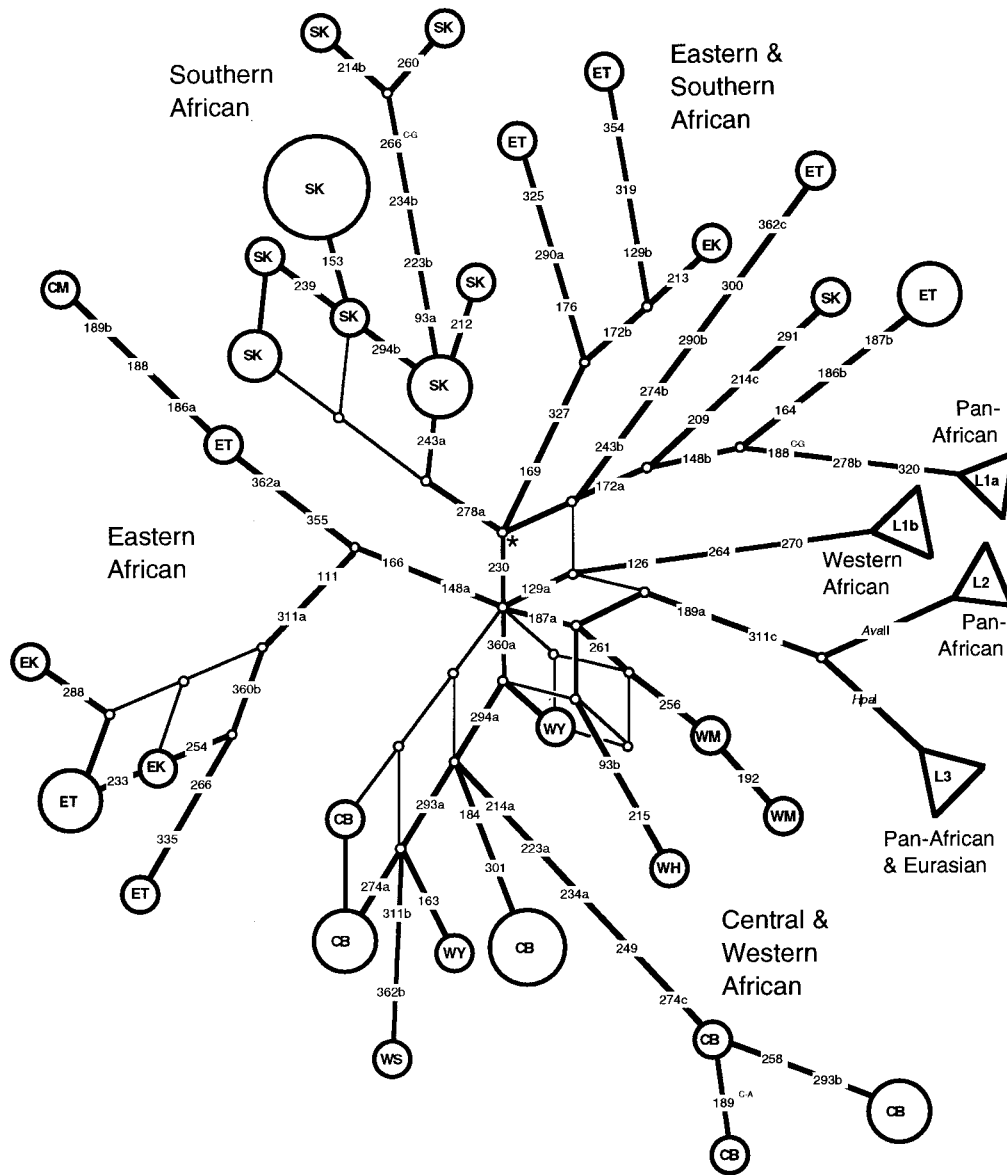 SK
SK
214b
260
Southern
African
Eastern &
Southern
African
ET
354
266 C-G
ET
ET
SK
234b
325
319
362c
SK
153
223b
290a
129b
EK
213
300
CM
239
SK
93a
212
SK
176
172b
290b
SK
291
ET
187b
189b
SK
294b
SK
327
274b
214c
186b
188
186a
243a
169
243b
209
164
Pan-
African
ET
362a
278a
172a
148b
188 C-G
278b
320
L1a
355
*
L1b
Eastern
African
166
230
126
264
270
Western
African
L2
111
148a
129a
187a
189a
311c
AvaII
Pan-
African
311a
360a
261
EK
288
360b
294a
WY
256
WM
HpaI
254
EK
93b
192
L3
233
ET
266
CB
293a
184
214a
215
WM
335
223a
WH
Pan-African
& Eurasian
ET
274a
311b
163
301
234a
CB
WY
CB
249
Central &
Western
African
362b
274c
WS
CB
258
293b
189 C-A
CB
CB